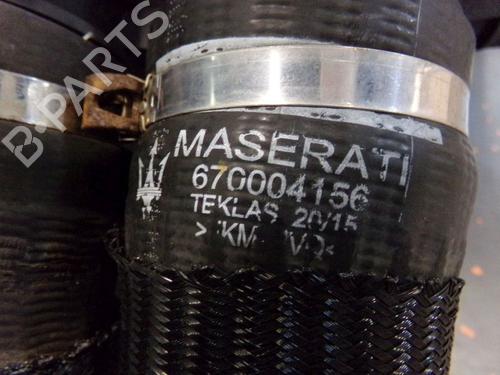 B-PARTS
MASERATI
670004156
TEKLAS 20/15